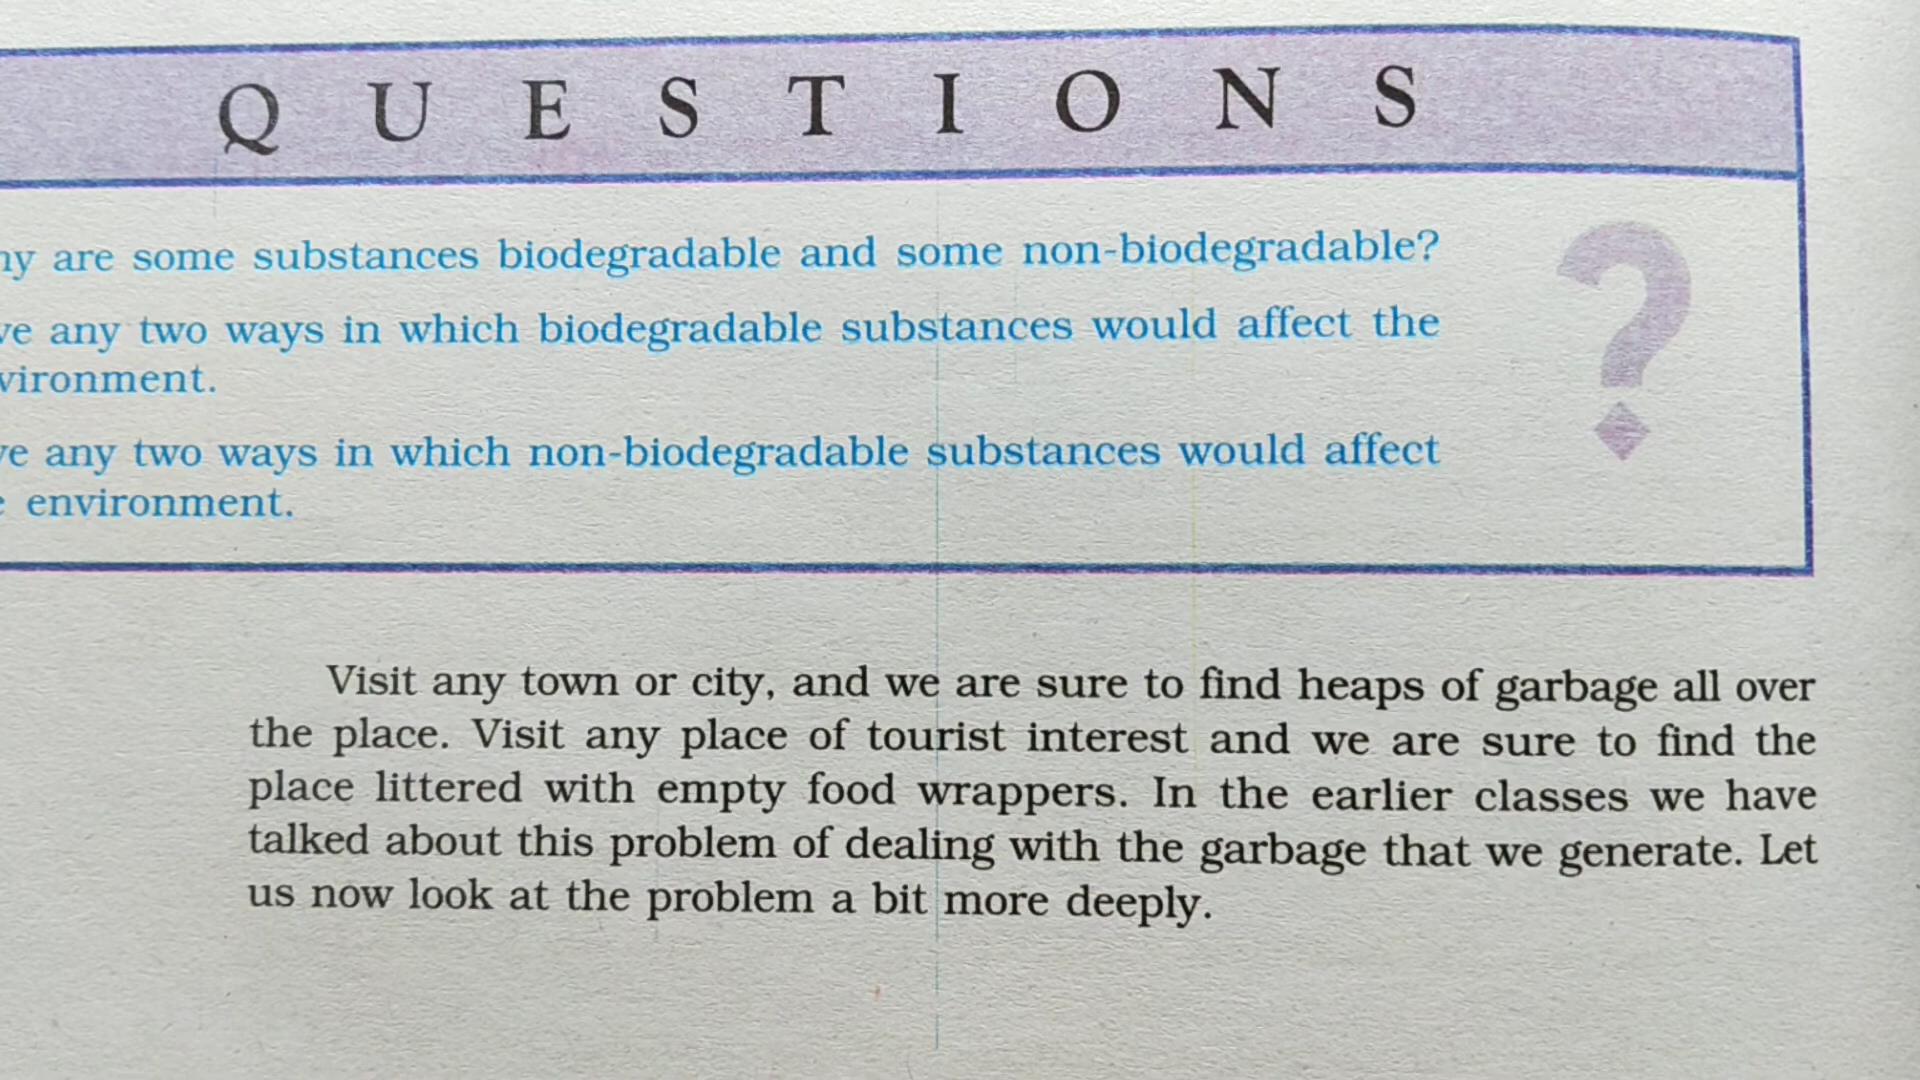 QUESTIONS
are some substances biodegradable and some non-biodegradable?
any two ways in which biodegradable substances would affect the
vironment.
any two ways in which non-biodegradable substances would affect
environment.
?
Visit any town or city, and we are sure to find heaps of garbage all over
the place. Visit any place of tourist interest and we are sure to find the
place littered with empty food wrappers. In the earlier classes we have
talked about this problem of dealing with the garbage that we generate. Let
us now look at the problem a bit more deeply.